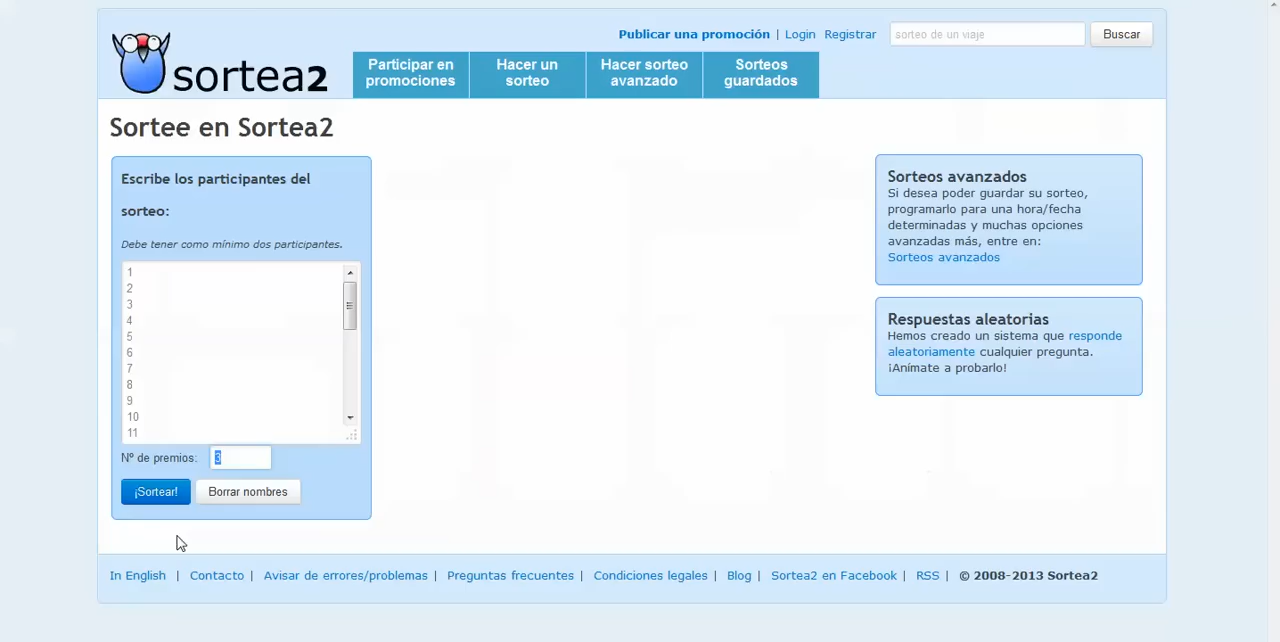 Publicar una promoción | Login Registrar sorteo de un viaje Buscar
sortea2
Participar en promociones
Hacer un sorteo
Hacer sorteo avanzado
Sorteos guardados
Sortee en Sortea2
Escribe los participantes del
sorteo:
Debe tener como mínimo dos participantes.
1
2
3
4
5
6
7
8
9
10
11
Nº de premios: 3
¡Sortear! Borrar nombres
Sorteos avanzados
Si desea poder guardar su sorteo,
programarlo para una hora/fecha
determinadas y muchas opciones
avanzadas más, entre en:
Sorteos avanzados
Respuestas aleatorias
Hemos creado un sistema que responde
aleatoriamente cualquier pregunta.
¡Anímate a probarlo!
In English | Contacto | Avisar de errores/problemas | Preguntas frecuentes | Condiciones legales | Blog | Sortea2 en Facebook | RSS | © 2008-2013 Sortea2